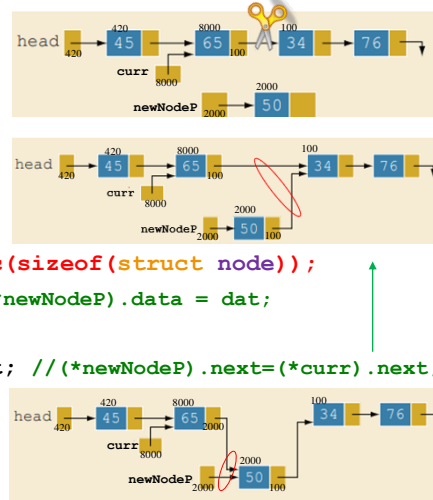 420 8000 100
head 45 65 34 76
420 100
curr
8000
2000
newNodeP 50
2000
420 8000 100
head 45 65 34 76
420 100
curr
8000
2000
newNodeP 50
2000 100
(sizeof(struct node));
newNodeP).data = dat;
; //(*newNodeP).next=(*curr).next
420 8000 100
head 45 65 34 76
420 2000
curr
8000 2000
newNodeP 50
2000 100